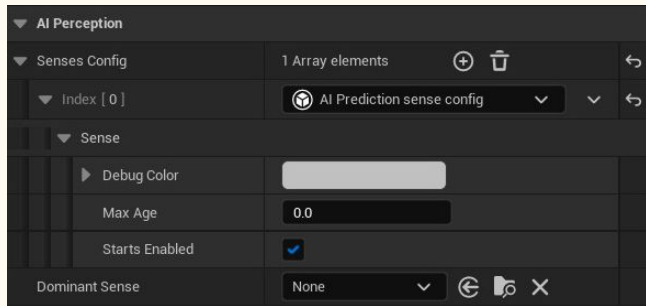 AI Perception
Senses Config 1 Array elements
Index [ 0 ] AI Prediction sense config
Sense
Debug Color
Max Age 0.0
Starts Enabled
Dominant Sense None